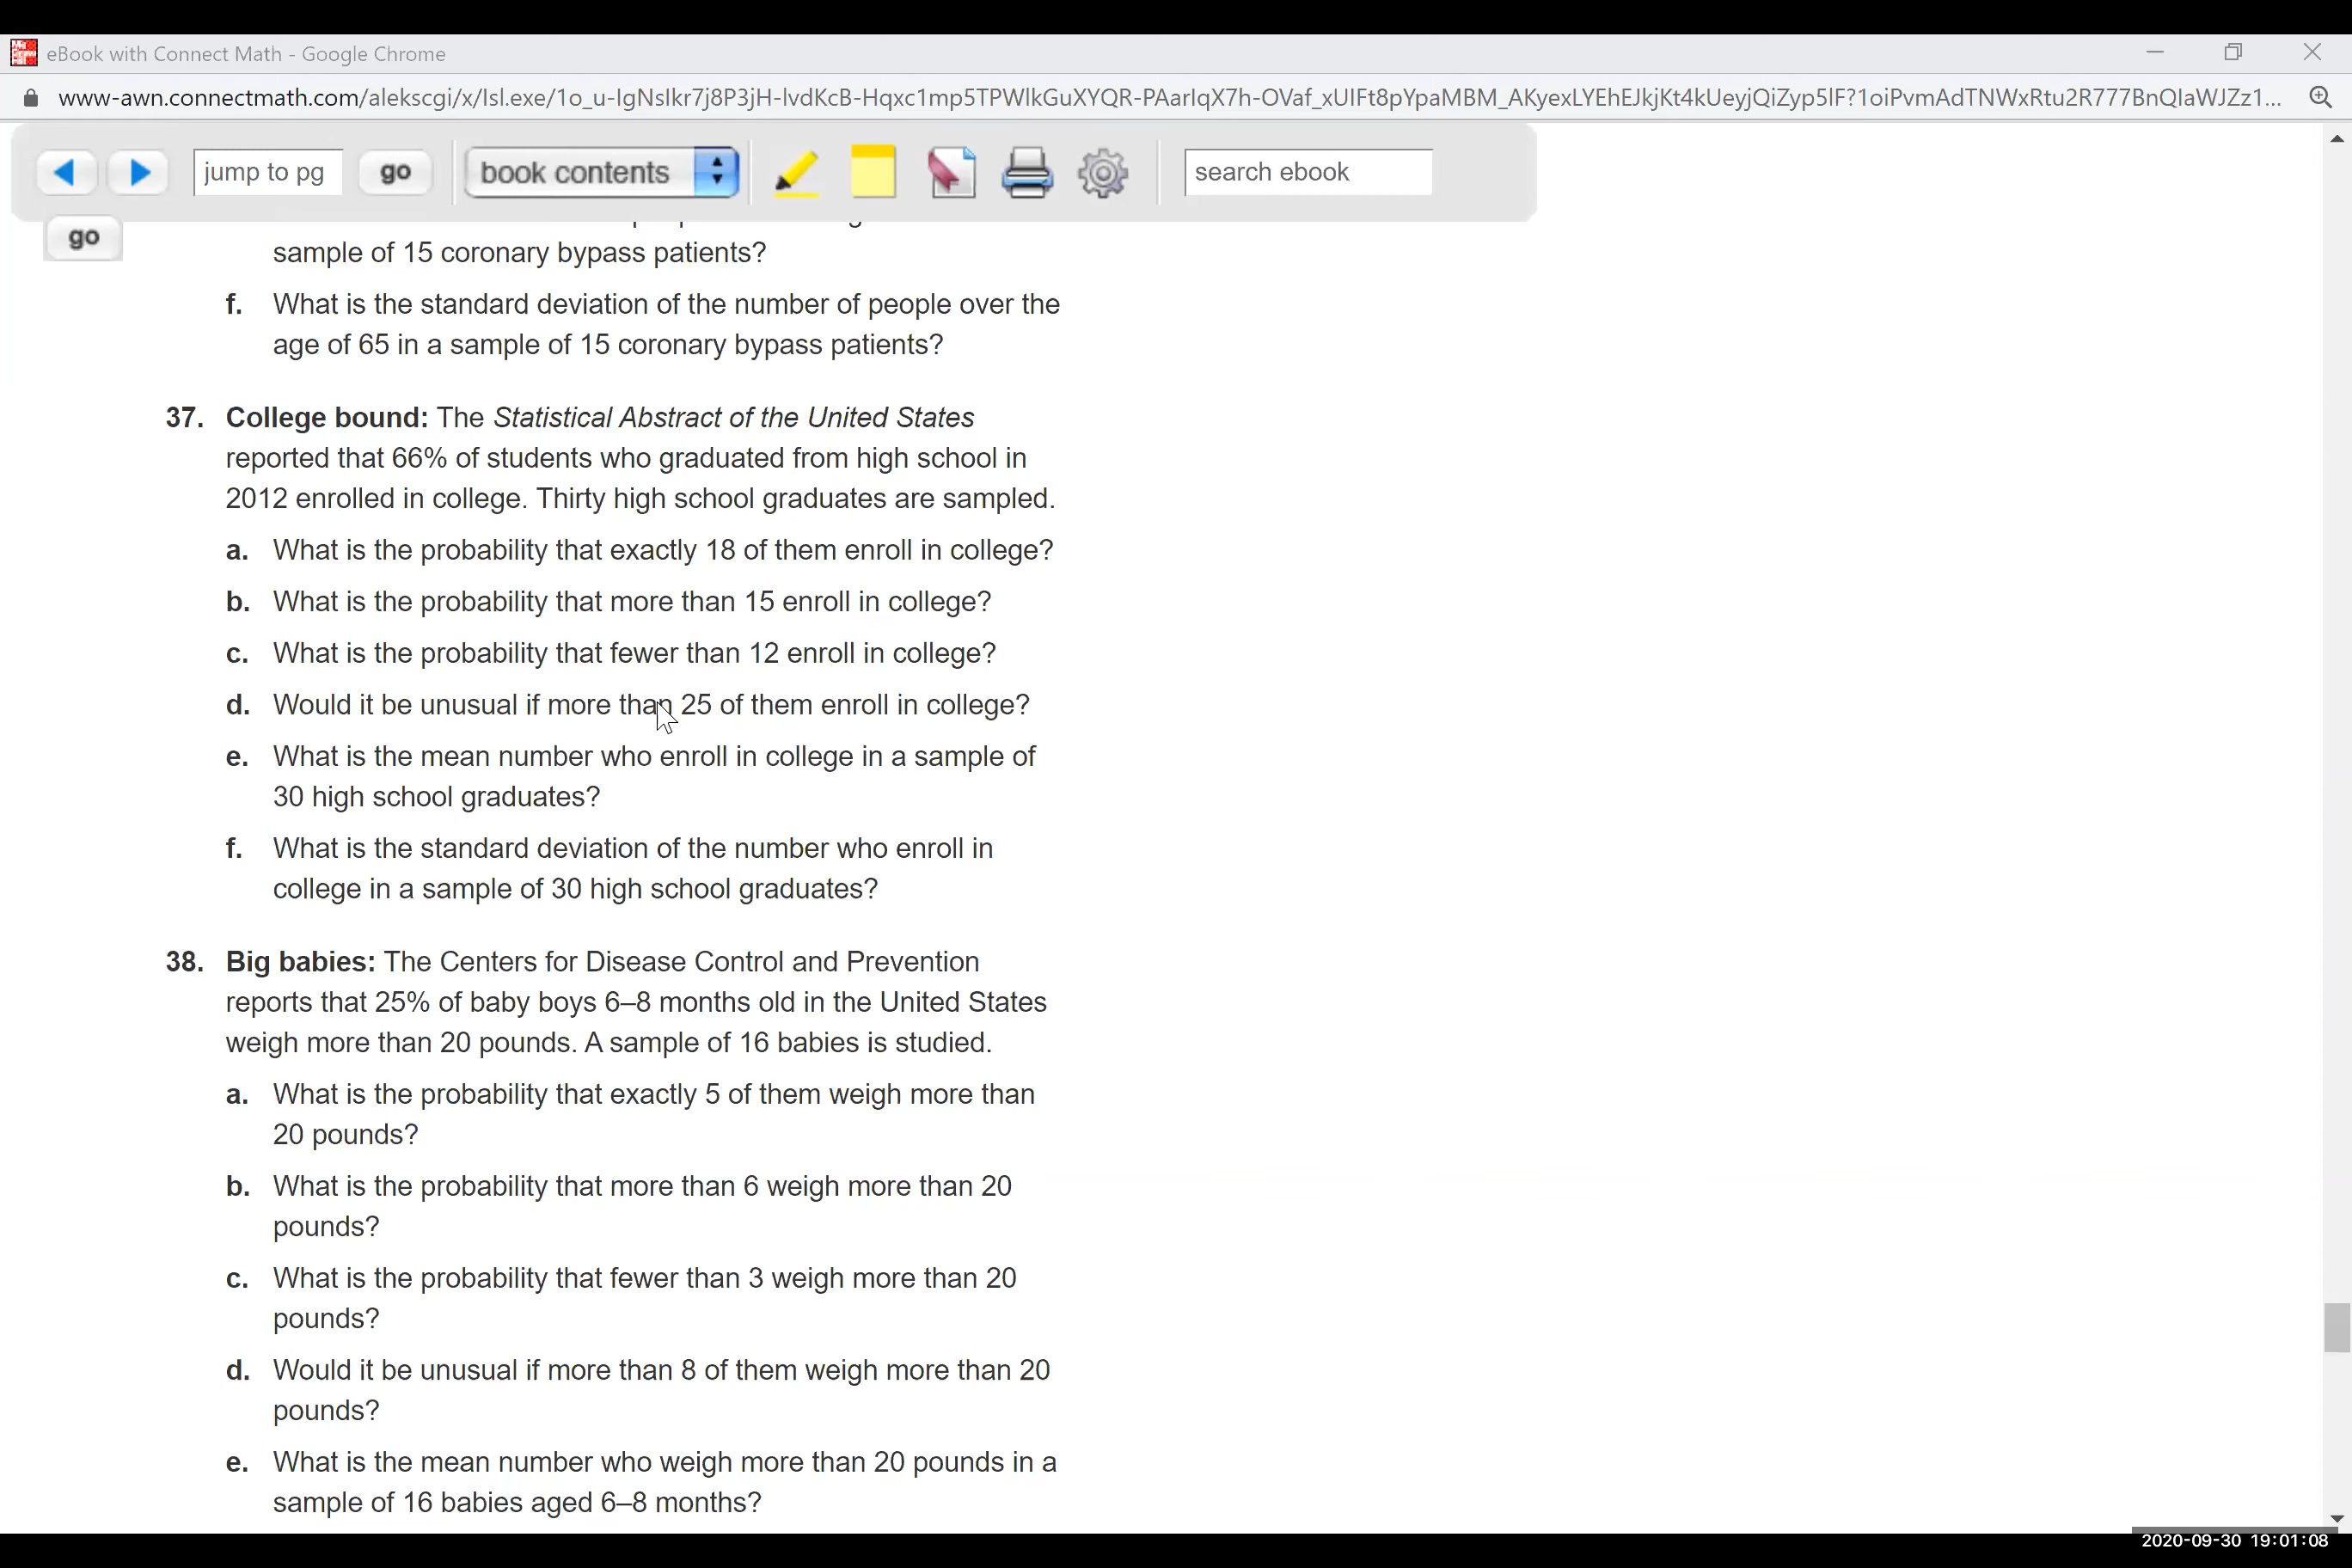 eBook with Connect Math - Google Chrome
www-awn.connectmath.com/alekscgi/x/Isl.exe/1o_u-IgNsIkr7j8P3jH-lvdKcB-Hqxc1mp5TPWlkGuXYQR-PAarIqX7h-OVaf_xUIFt8pYpaMBM_AKyexLYEhEJkjKt4kUeyjQiZyp5lF?1oiPvmAdTNWxRtu2R777BnQIaWJZz1...
jump to pg go book contents search ebook
go
sample of 15 coronary bypass patients?
f. What is the standard deviation of the number of people over the
age of 65 in a sample of 15 coronary bypass patients?
37. College bound: The Statistical Abstract of the United States
reported that 66% of students who graduated from high school in
2012 enrolled in college. Thirty high school graduates are sampled.
a. What is the probability that exactly 18 of them enroll in college?
b. What is the probability that more than 15 enroll in college?
c. What is the probability that fewer than 12 enroll in college?
d. Would it be unusual if more than 25 of them enroll in college?
e. What is the mean number who enroll in college in a sample of
30 high school graduates?
f. What is the standard deviation of the number who enroll in
college in a sample of 30 high school graduates?
38. Big babies: The Centers for Disease Control and Prevention
reports that 25% of baby boys 6–8 months old in the United States
weigh more than 20 pounds. A sample of 16 babies is studied.
a. What is the probability that exactly 5 of them weigh more than
20 pounds?
b. What is the probability that more than 6 weigh more than 20
pounds?
c. What is the probability that fewer than 3 weigh more than 20
pounds?
d. Would it be unusual if more than 8 of them weigh more than 20
pounds?
e. What is the mean number who weigh more than 20 pounds in a
sample of 16 babies aged 6–8 months?
2020-09-30 19:01:08